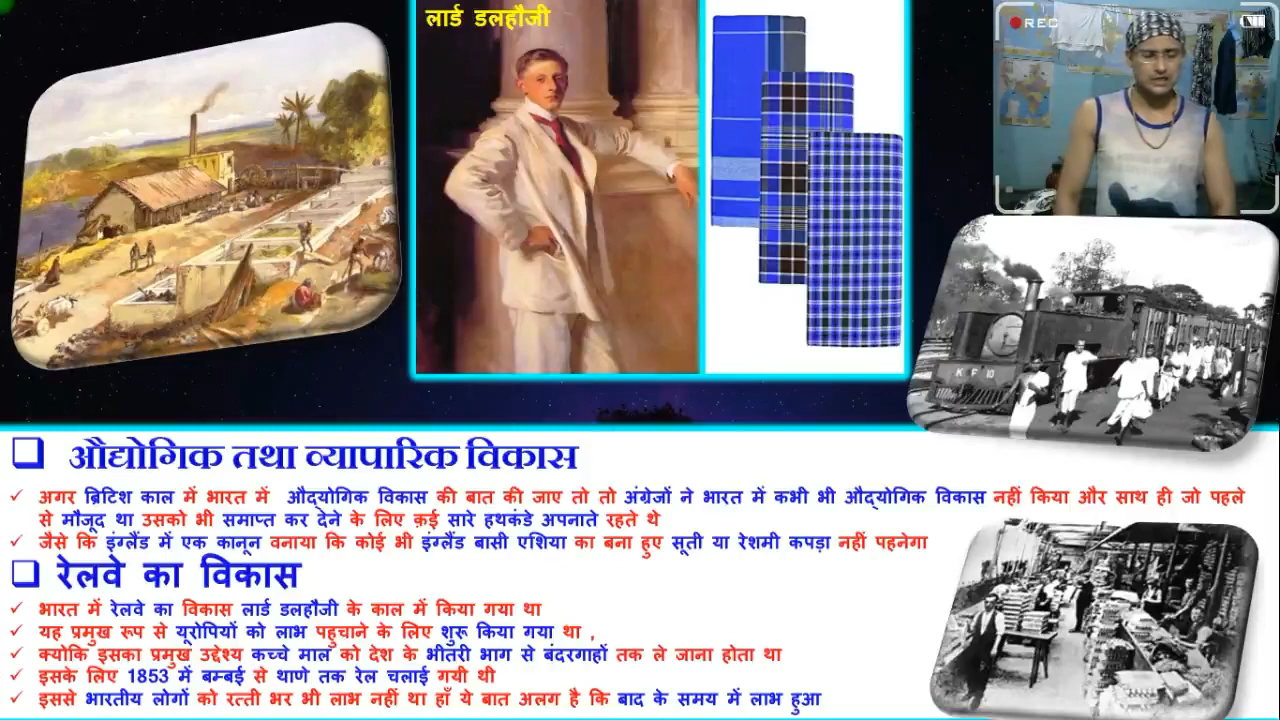 लार्ड डलहौजी
REC
K F 10
औद्योगिक तथा व्यापारिक विकास
अगर ब्रिटिश काल में भारत में औद्योगिक विकास की बात की जाए तो तो अंग्रेजों ने भारत में कभी भी औद्योगिक विकास नहीं किया और साथ ही जो पहले
से मौजूद था उसको भी समाप्त कर देने के लिए क़ई सारे हथकंडे अपनाते रहते थे
जैसे कि इंग्लैंड में एक कानून वनाया कि कोई भी इंग्लैंड बासी एशिया का बना हुए सूती या रेशमी कपड़ा नहीं पहनेगा
रेलवे का विकास
भारत में रेलवे का विकास लार्ड डलहौजी के काल में किया गया था
यह प्रमुख रूप से यूरोपियों को लाभ पहुचाने के लिए शुरू किया गया था ,
क्योकि इसका प्रमुख उद्देश्य कच्चे माल को देश के भीतरी भाग से बंदरगाहों तक ले जाना होता था
इसके लिए 1853 में बम्बई से थाणे तक रेल चलाई गयी थी
इससे भारतीय लोगों को रत्ती भर भी लाभ नहीं था हाँ ये बात अलग है कि बाद के समय में लाभ हुआ